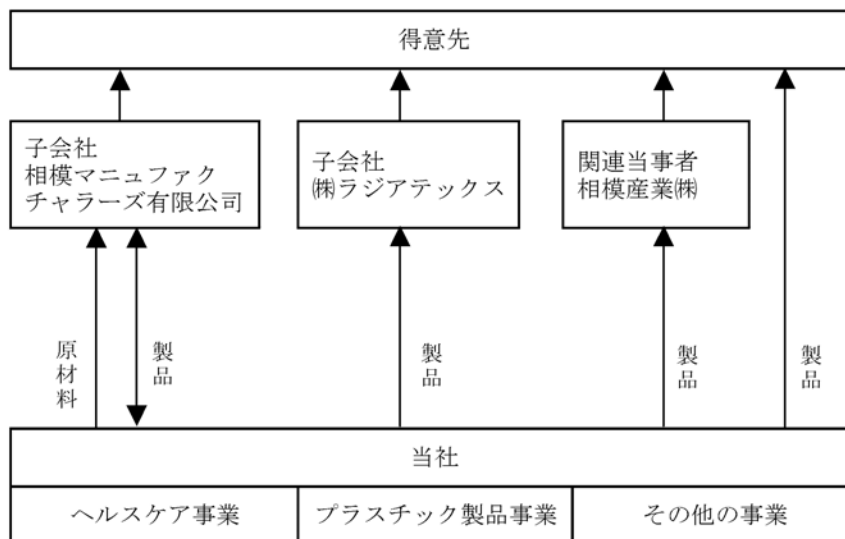 得意先
子会社
相模マニュファク
チャラーズ有限公司
子会社
㈱ラジアテックス
関連当事者
相模産業㈱
原材料
製品
製品
製品
製品
当社
ヘルスケア事業
プラスチック製品事業
その他の事業